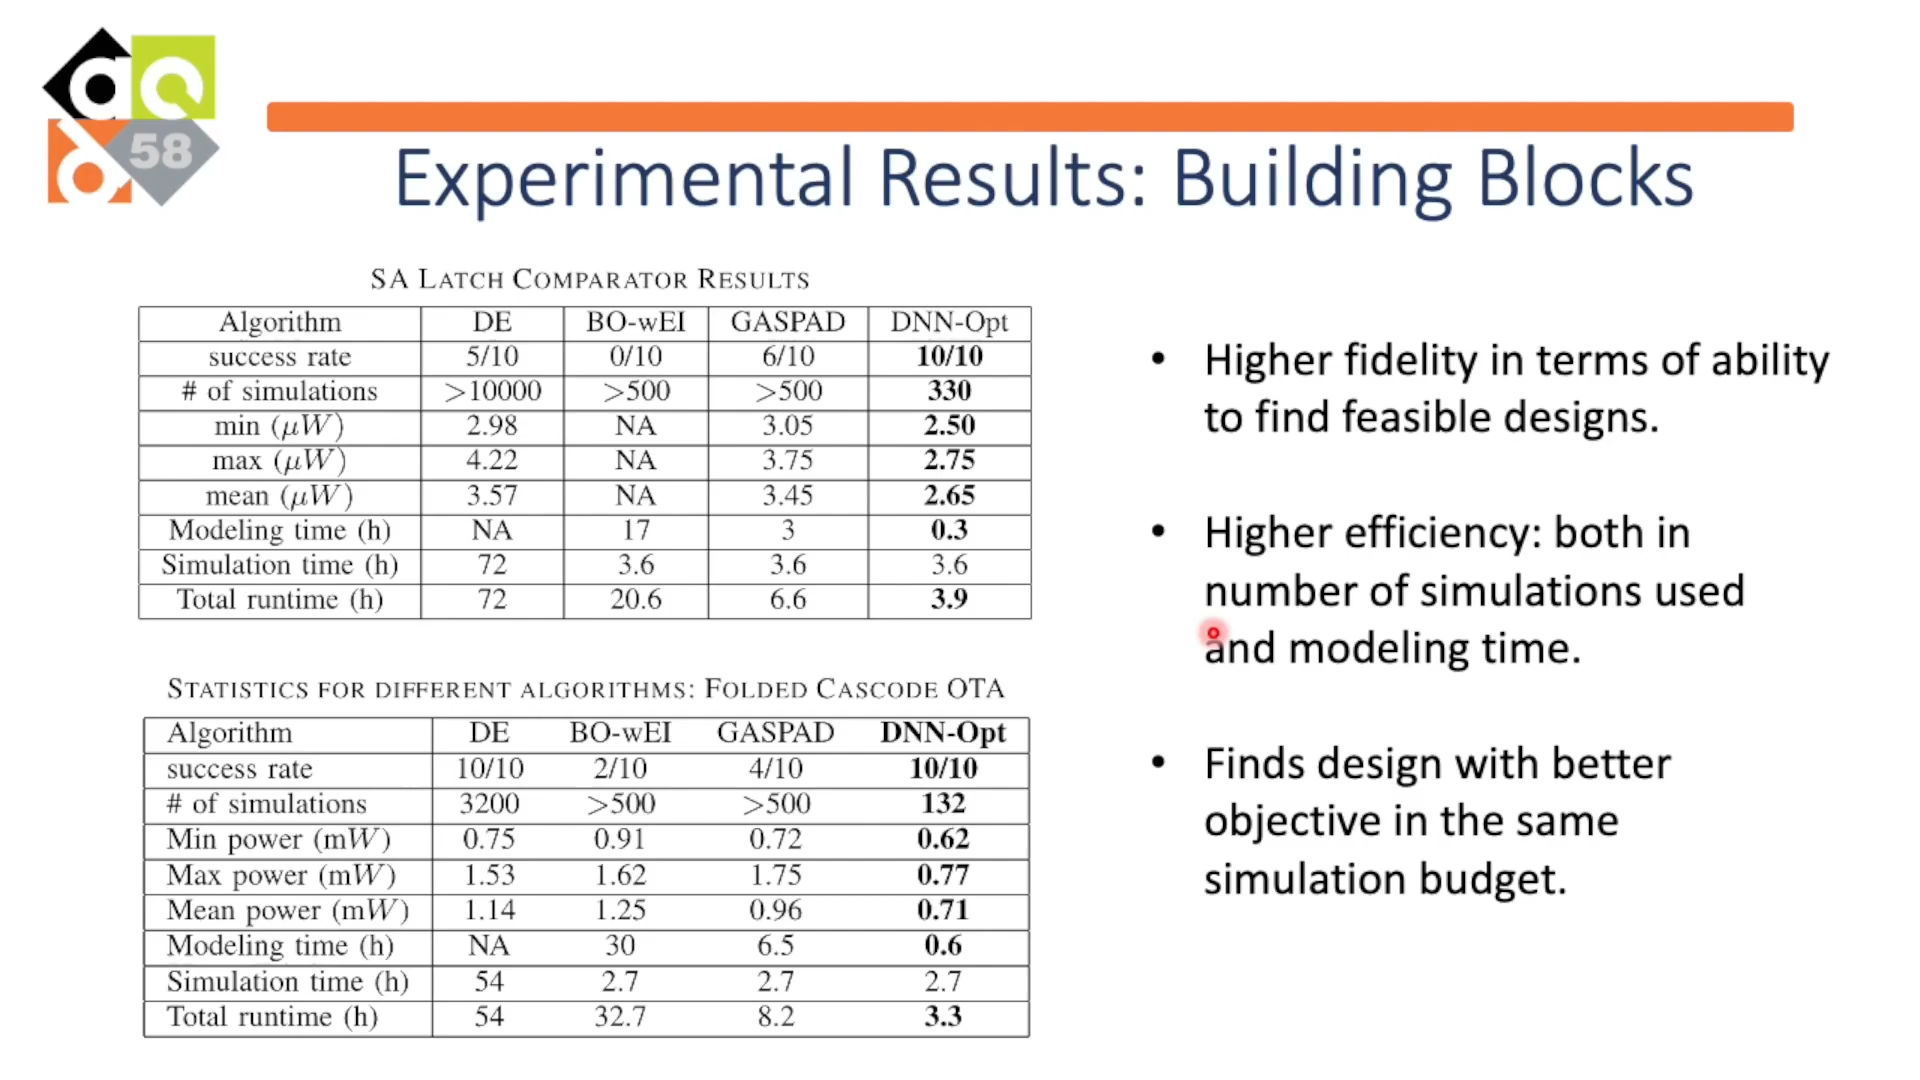 58
Experimental Results: Building Blocks
SA LATCH COMPARATOR RESULTS
Algorithm DE BO-wEI GASPAD DNN-Opt
success rate 5/10 0/10 6/10 10/10
# of simulations >10000 >500 >500 330
min (μW) 2.98 NA 3.05 2.50
max (μW) 4.22 NA 3.75 2.75
mean (μW) 3.57 NA 3.45 2.65
Modeling time (h) NA 17 3 0.3
Simulation time (h) 72 3.6 3.6 3.6
Total runtime (h) 72 20.6 6.6 3.9
STATISTICS FOR DIFFERENT ALGORITHMS: FOLDED CASCODE OTA
Algorithm DE BO-wEI GASPAD DNN-Opt
success rate 10/10 2/10 4/10 10/10
# of simulations 3200 >500 >500 132
Min power (mW) 0.75 0.91 0.72 0.62
Max power (mW) 1.53 1.62 1.75 0.77
Mean power (mW) 1.14 1.25 0.96 0.71
Modeling time (h) NA 30 6.5 0.6
Simulation time (h) 54 2.7 2.7 2.7
Total runtime (h) 54 32.7 8.2 3.3
• Higher fidelity in terms of ability
to find feasible designs.
• Higher efficiency: both in
number of simulations used
and modeling time.
• Finds design with better
objective in the same
simulation budget.